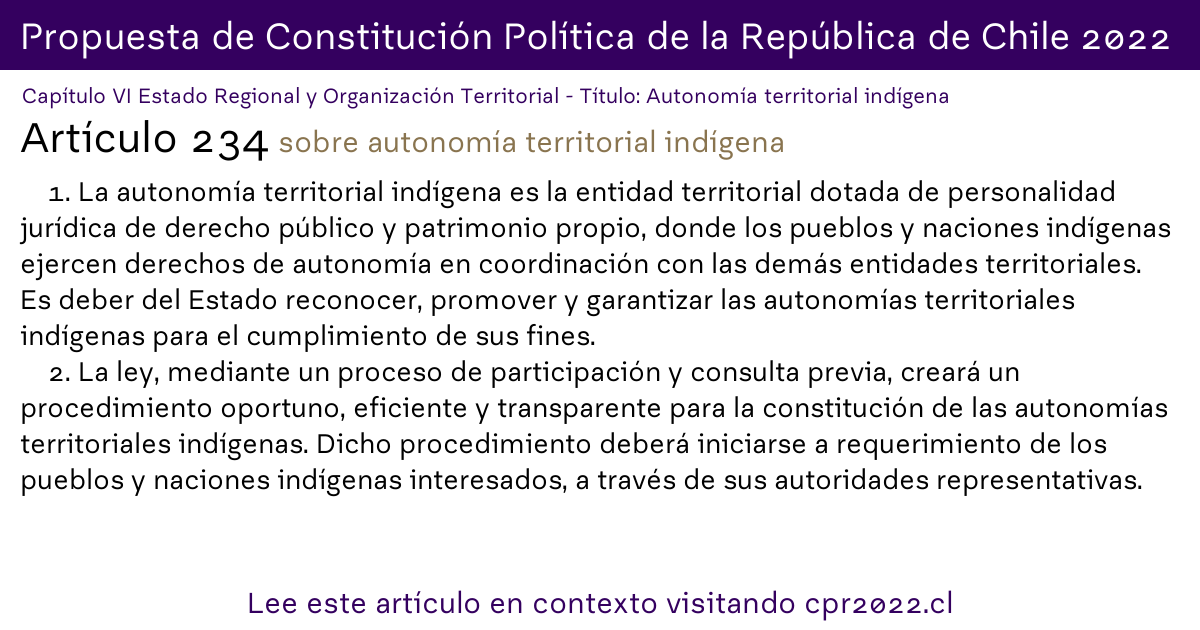 Propuesta de Constitución Política de la República de Chile 2022
Capítulo VI Estado Regional y Organización Territorial - Título: Autonomía territorial indígena
Artículo 234 sobre autonomía territorial indígena
1. La autonomía territorial indígena es la entidad territorial dotada de personalidad
jurídica de derecho público y patrimonio propio, donde los pueblos y naciones indígenas
ejercen derechos de autonomía en coordinación con las demás entidades territoriales.
Es deber del Estado reconocer, promover y garantizar las autonomías territoriales
indígenas para el cumplimiento de sus fines.
2. La ley, mediante un proceso de participación y consulta previa, creará un
procedimiento oportuno, eficiente y transparente para la constitución de las autonomías
territoriales indígenas. Dicho procedimiento deberá iniciarse a requerimiento de los
pueblos y naciones indígenas interesados, a través de sus autoridades representativas.
Lee este artículo en contexto visitando cpr2022.cl